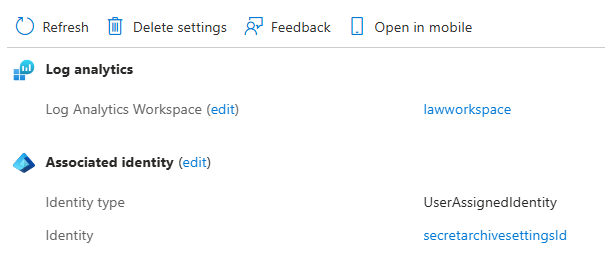 Refresh Delete settings Feedback Open in mobile
Log analytics
Log Analytics Workspace (edit) lawworkspace
Associated identity (edit)
Identity type UserAssignedIdentity
Identity secretarchivesettingsId